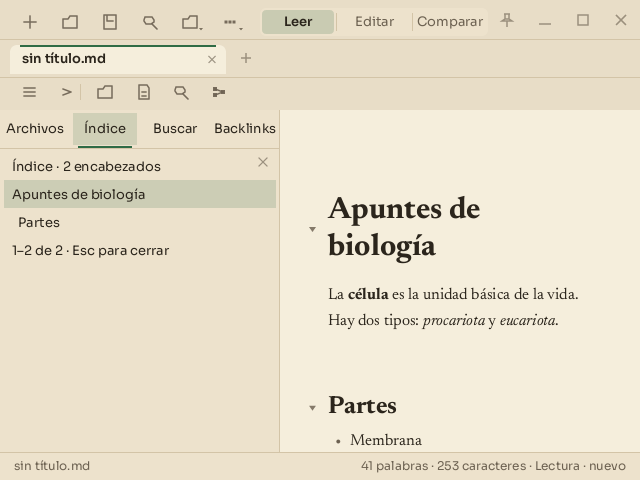 Leer Editar Comparar
sin título.md
Archivos Índice Buscar Backlinks
Índice · 2 encabezados
Apuntes de biología
Partes
1–2 de 2 · Esc para cerrar
Apuntes de
biología
La célula es la unidad básica de la vida.
Hay dos tipos: procariota y eucariota.
Partes
• Membrana
sin título.md
41 palabras · 253 caracteres · Lectura · nuevo